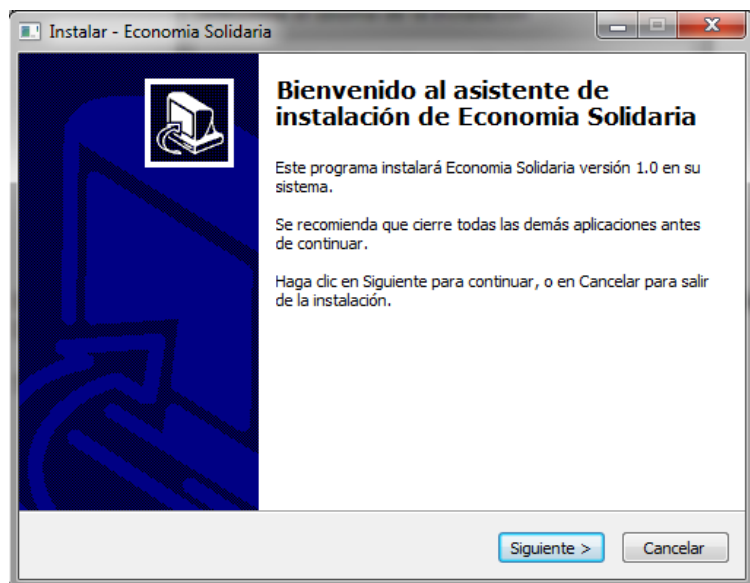 Instalar - Economia Solidaria
Bienvenido al asistente de
instalación de Economia Solidaria
Este programa instalará Economia Solidaria versión 1.0 en su
sistema.
Se recomienda que cierre todas las demás aplicaciones antes
de continuar.
Haga clic en Siguiente para continuar, o en Cancelar para salir
de la instalación.
Siguiente >
Cancelar